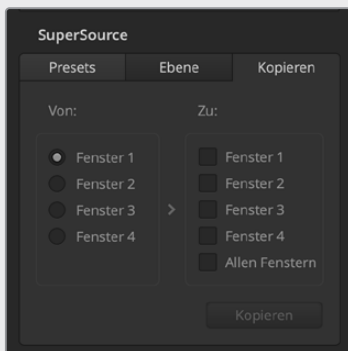 SuperSource
Presets Ebene Kopieren
Von: Zu:
Fenster 1 Fenster 1
Fenster 2 Fenster 2
Fenster 3 > Fenster 3
Fenster 4 Fenster 4
Allen Fenstern
Kopieren